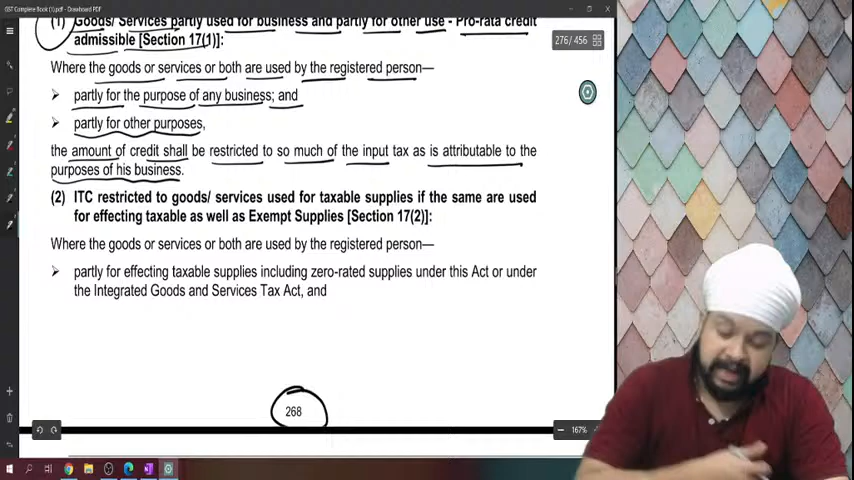 GST Complete Book (1).pdf - Drawboard PDF
(1) Goods/ Services partly used for business and partly for other use - Pro-rata credit
admissible [Section 17(1)]:
276 / 456
Where the goods or services or both are used by the registered person—
➢ partly for the purpose of any business; and
➢ partly for other purposes,
the amount of credit shall be restricted to so much of the input tax as is attributable to the
purposes of his business.
(2) ITC restricted to goods/ services used for taxable supplies if the same are used
for effecting taxable as well as Exempt Supplies [Section 17(2)]:
Where the goods or services or both are used by the registered person—
➢ partly for effecting taxable supplies including zero-rated supplies under this Act or under
the Integrated Goods and Services Tax Act, and
268
167%